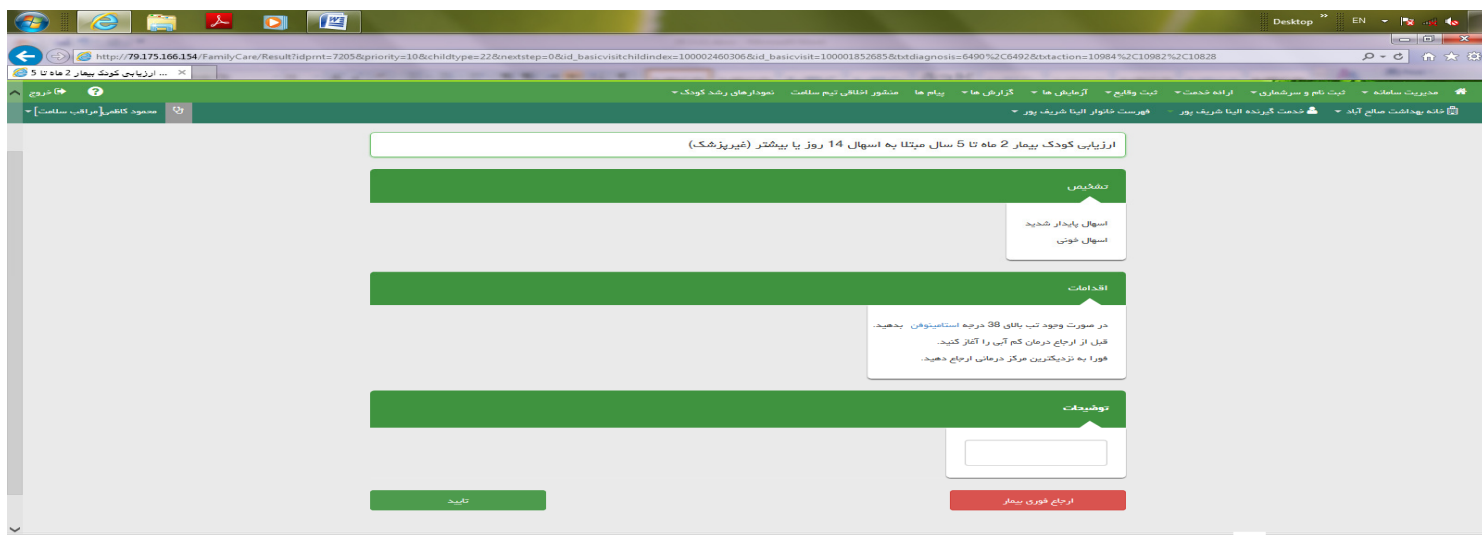 Desktop » EN
http://79.175.166.154/FamilyCare/Result?idprnt=7205&priority=10&childtype=22&nextstep=0&id_basicvisitchildindex=100002460306&id_basicvisit=100001852685&txtdiagnosis=6490%2C6492&txtaction=10984%2C10982%2C10828
ارزیابی کودک بیمار 2 ماه تا 5 ...
مدیریت سامانه ثبت نام و سرشماری ارائه خدمت ثبت وقایع آزمایش ها گزارش ها پیام ها منشور اخلاقی تیم سلامت نمودارهای رشد کودک ? خروج
خانه بهداشت صالح آباد خدمت گیرنده الینا شریف پور فهرست خانوار الینا شریف پور محمود کاظمی[مراقب سلامت]
ارزیابی کودک بیمار 2 ماه تا 5 سال مبتلا به اسهال 14 روز یا بیشتر (غیرپزشک)
تشخیص
اسهال پایدار شدید
اسهال خونی
اقدامات
در صورت وجود تب بالای 38 درجه استامینوفن بدهید.
قبل از ارجاع درمان کم آبی را آغاز کنید.
فورا به نزدیکترین مرکز درمانی ارجاع دهید.
توضیحات
ارجاع فوری بیمار
تایید